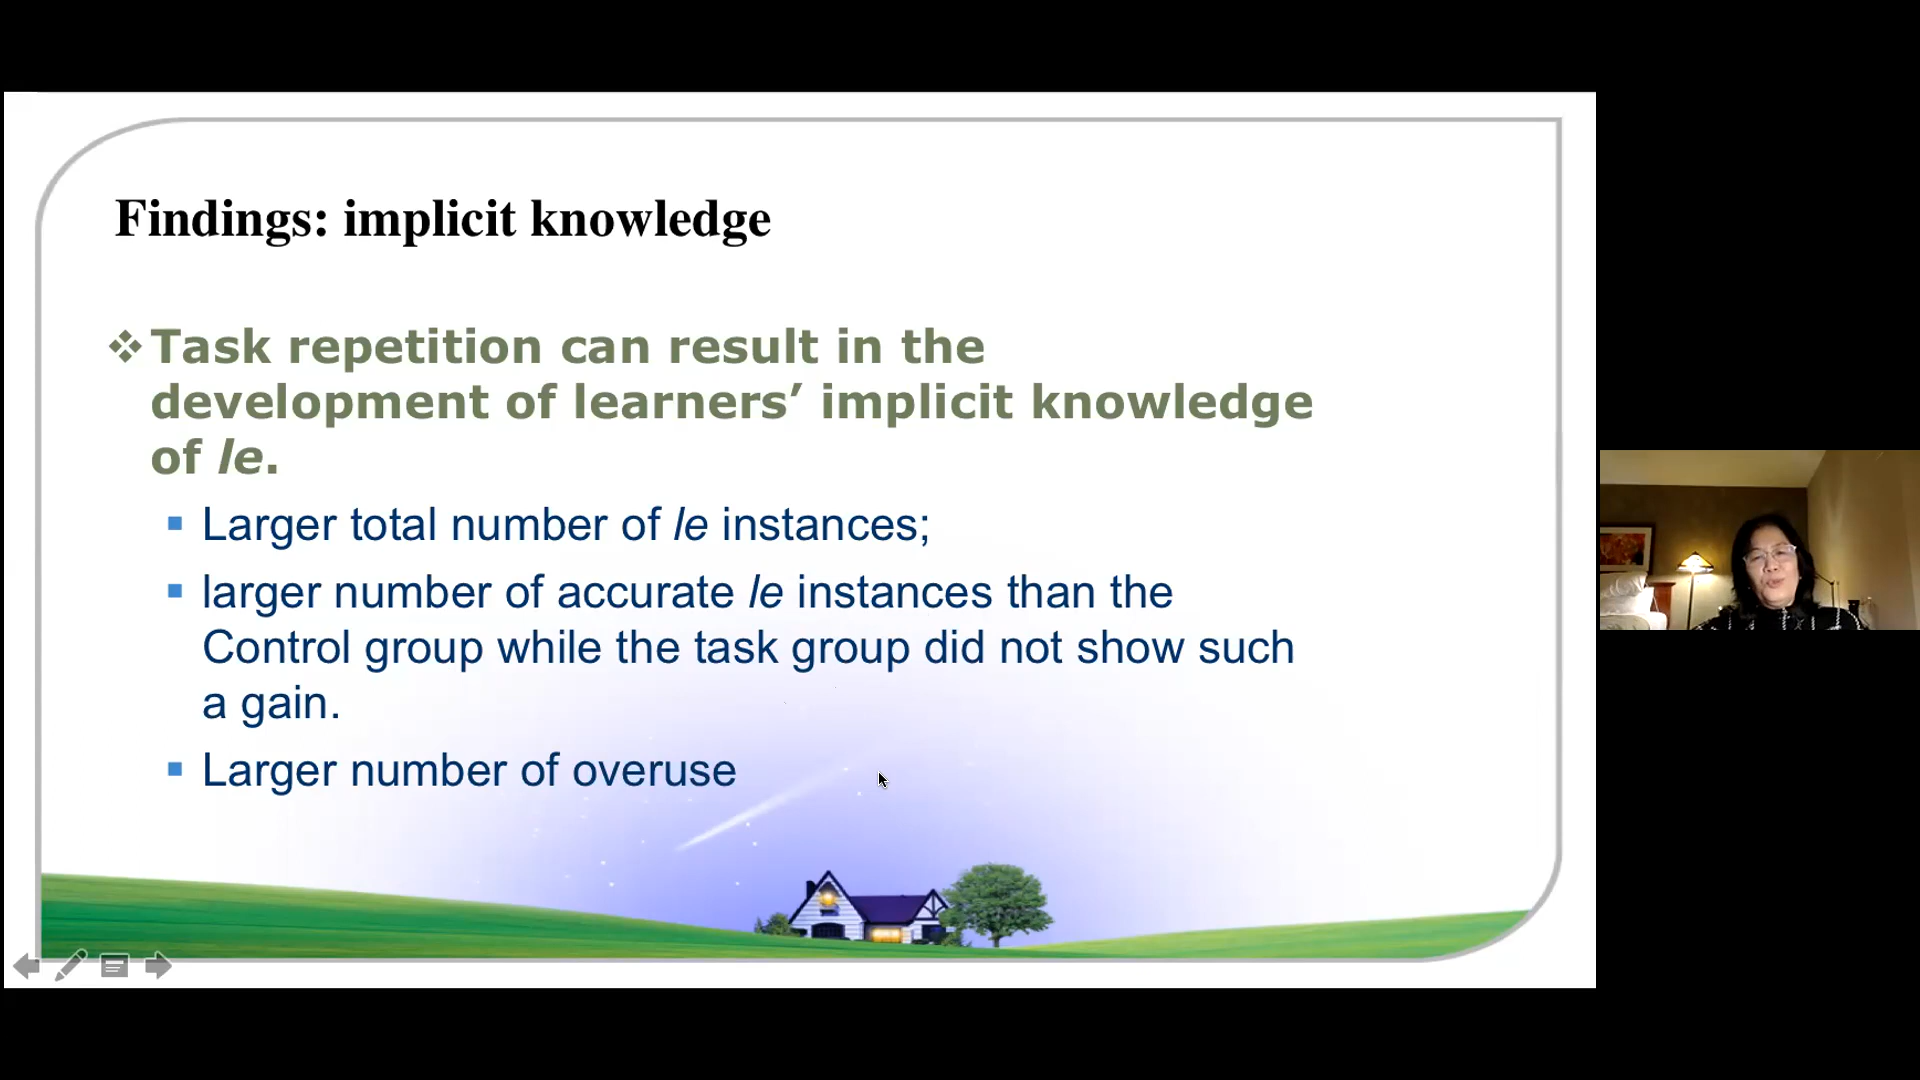 Findings: implicit knowledge
Task repetition can result in the
development of learners’ implicit knowledge
of le.
Larger total number of le instances;
larger number of accurate le instances than the
Control group while the task group did not show such
a gain.
Larger number of overuse